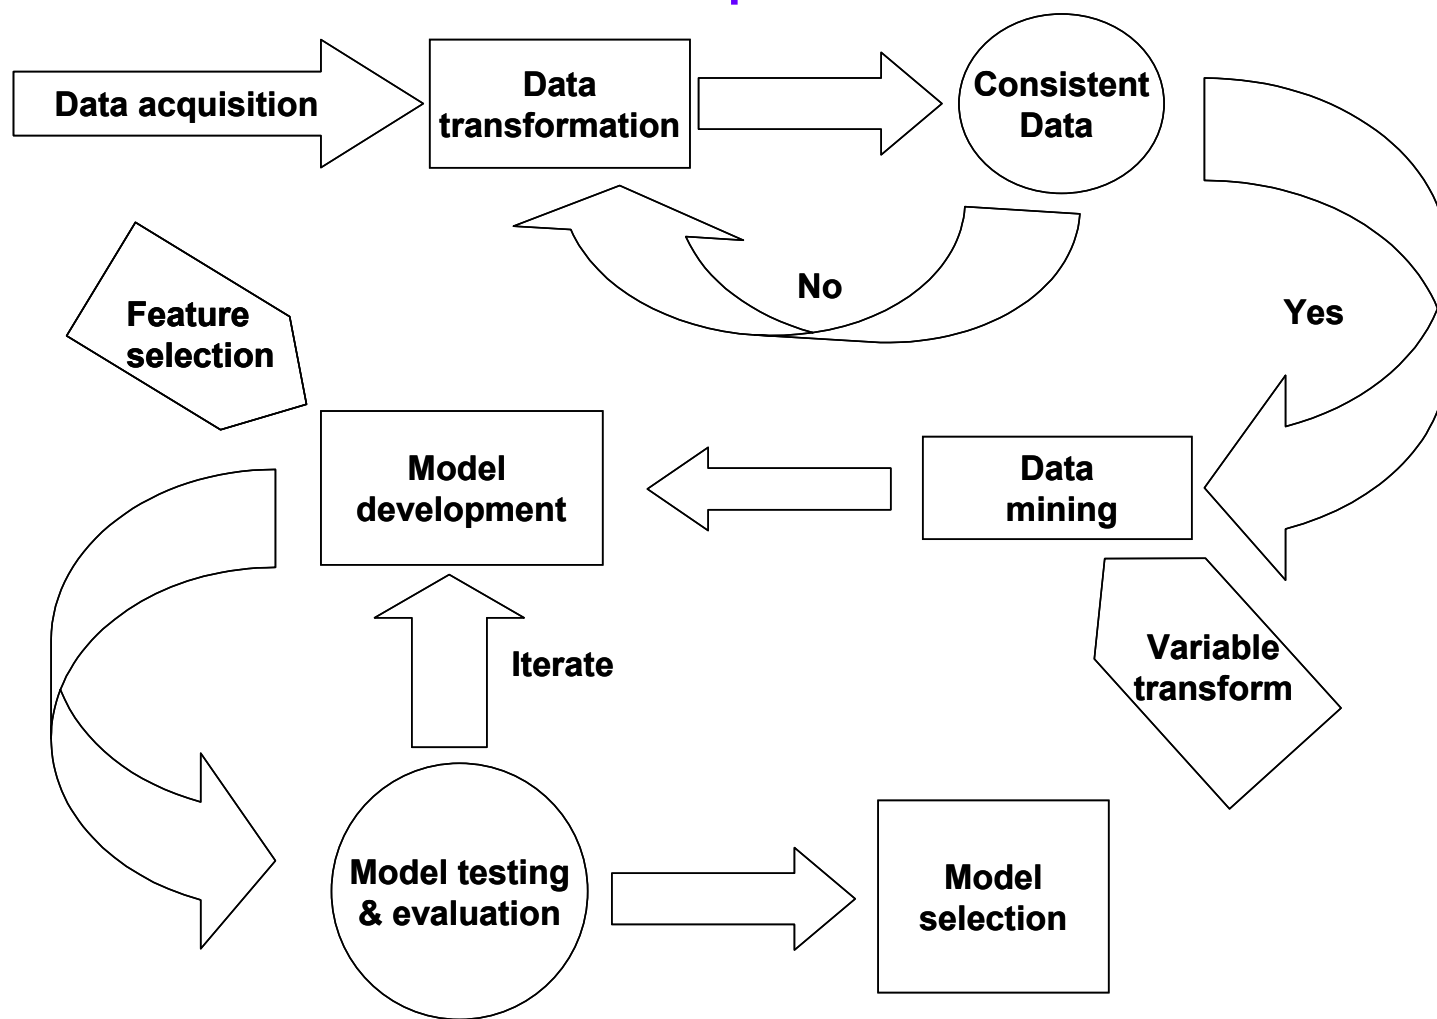 Data acquisition
Data
transformation
Consistent
Data
No
Yes
Feature
selection
Model
development
Data
mining
Iterate
Variable
transform
Model testing
& evaluation
Model
selection